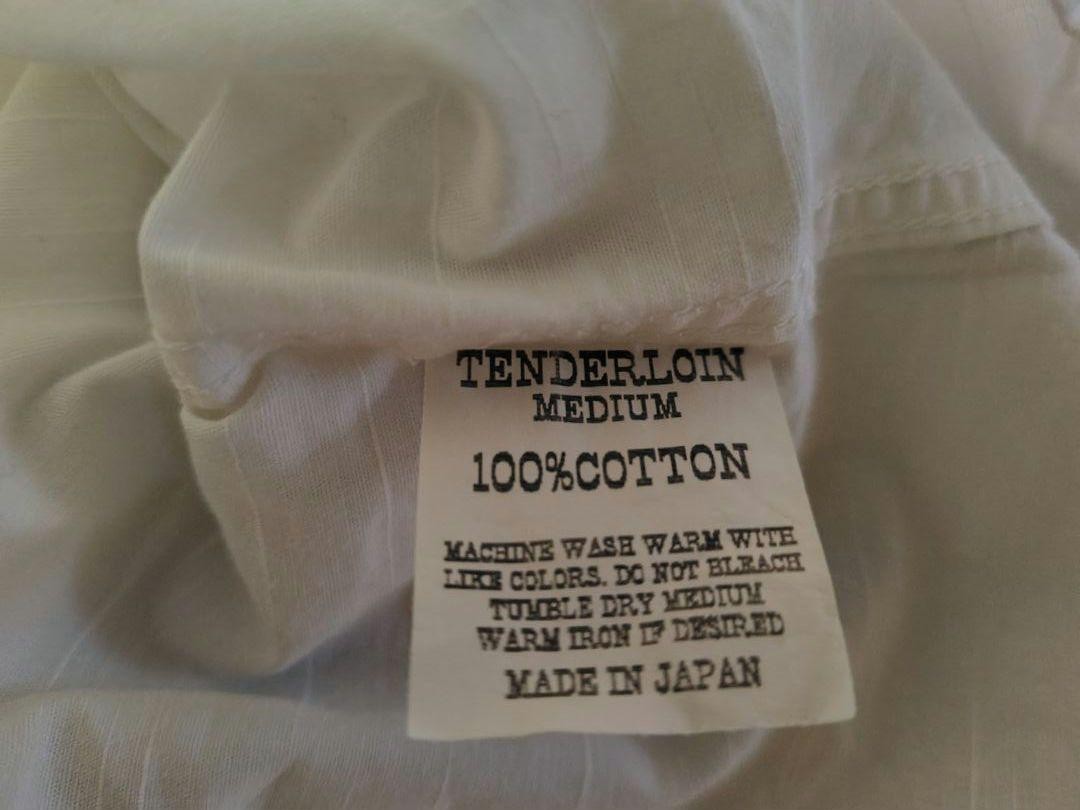 TENDERLOIN
MEDIUM
100%COTTON
MACHINE WASH WARM WITH
LIKE COLORS. DO NOT BLEACH
TUMBLE DRY MEDIUM
WARM IRON IF DESIRED
MADE IN JAPAN